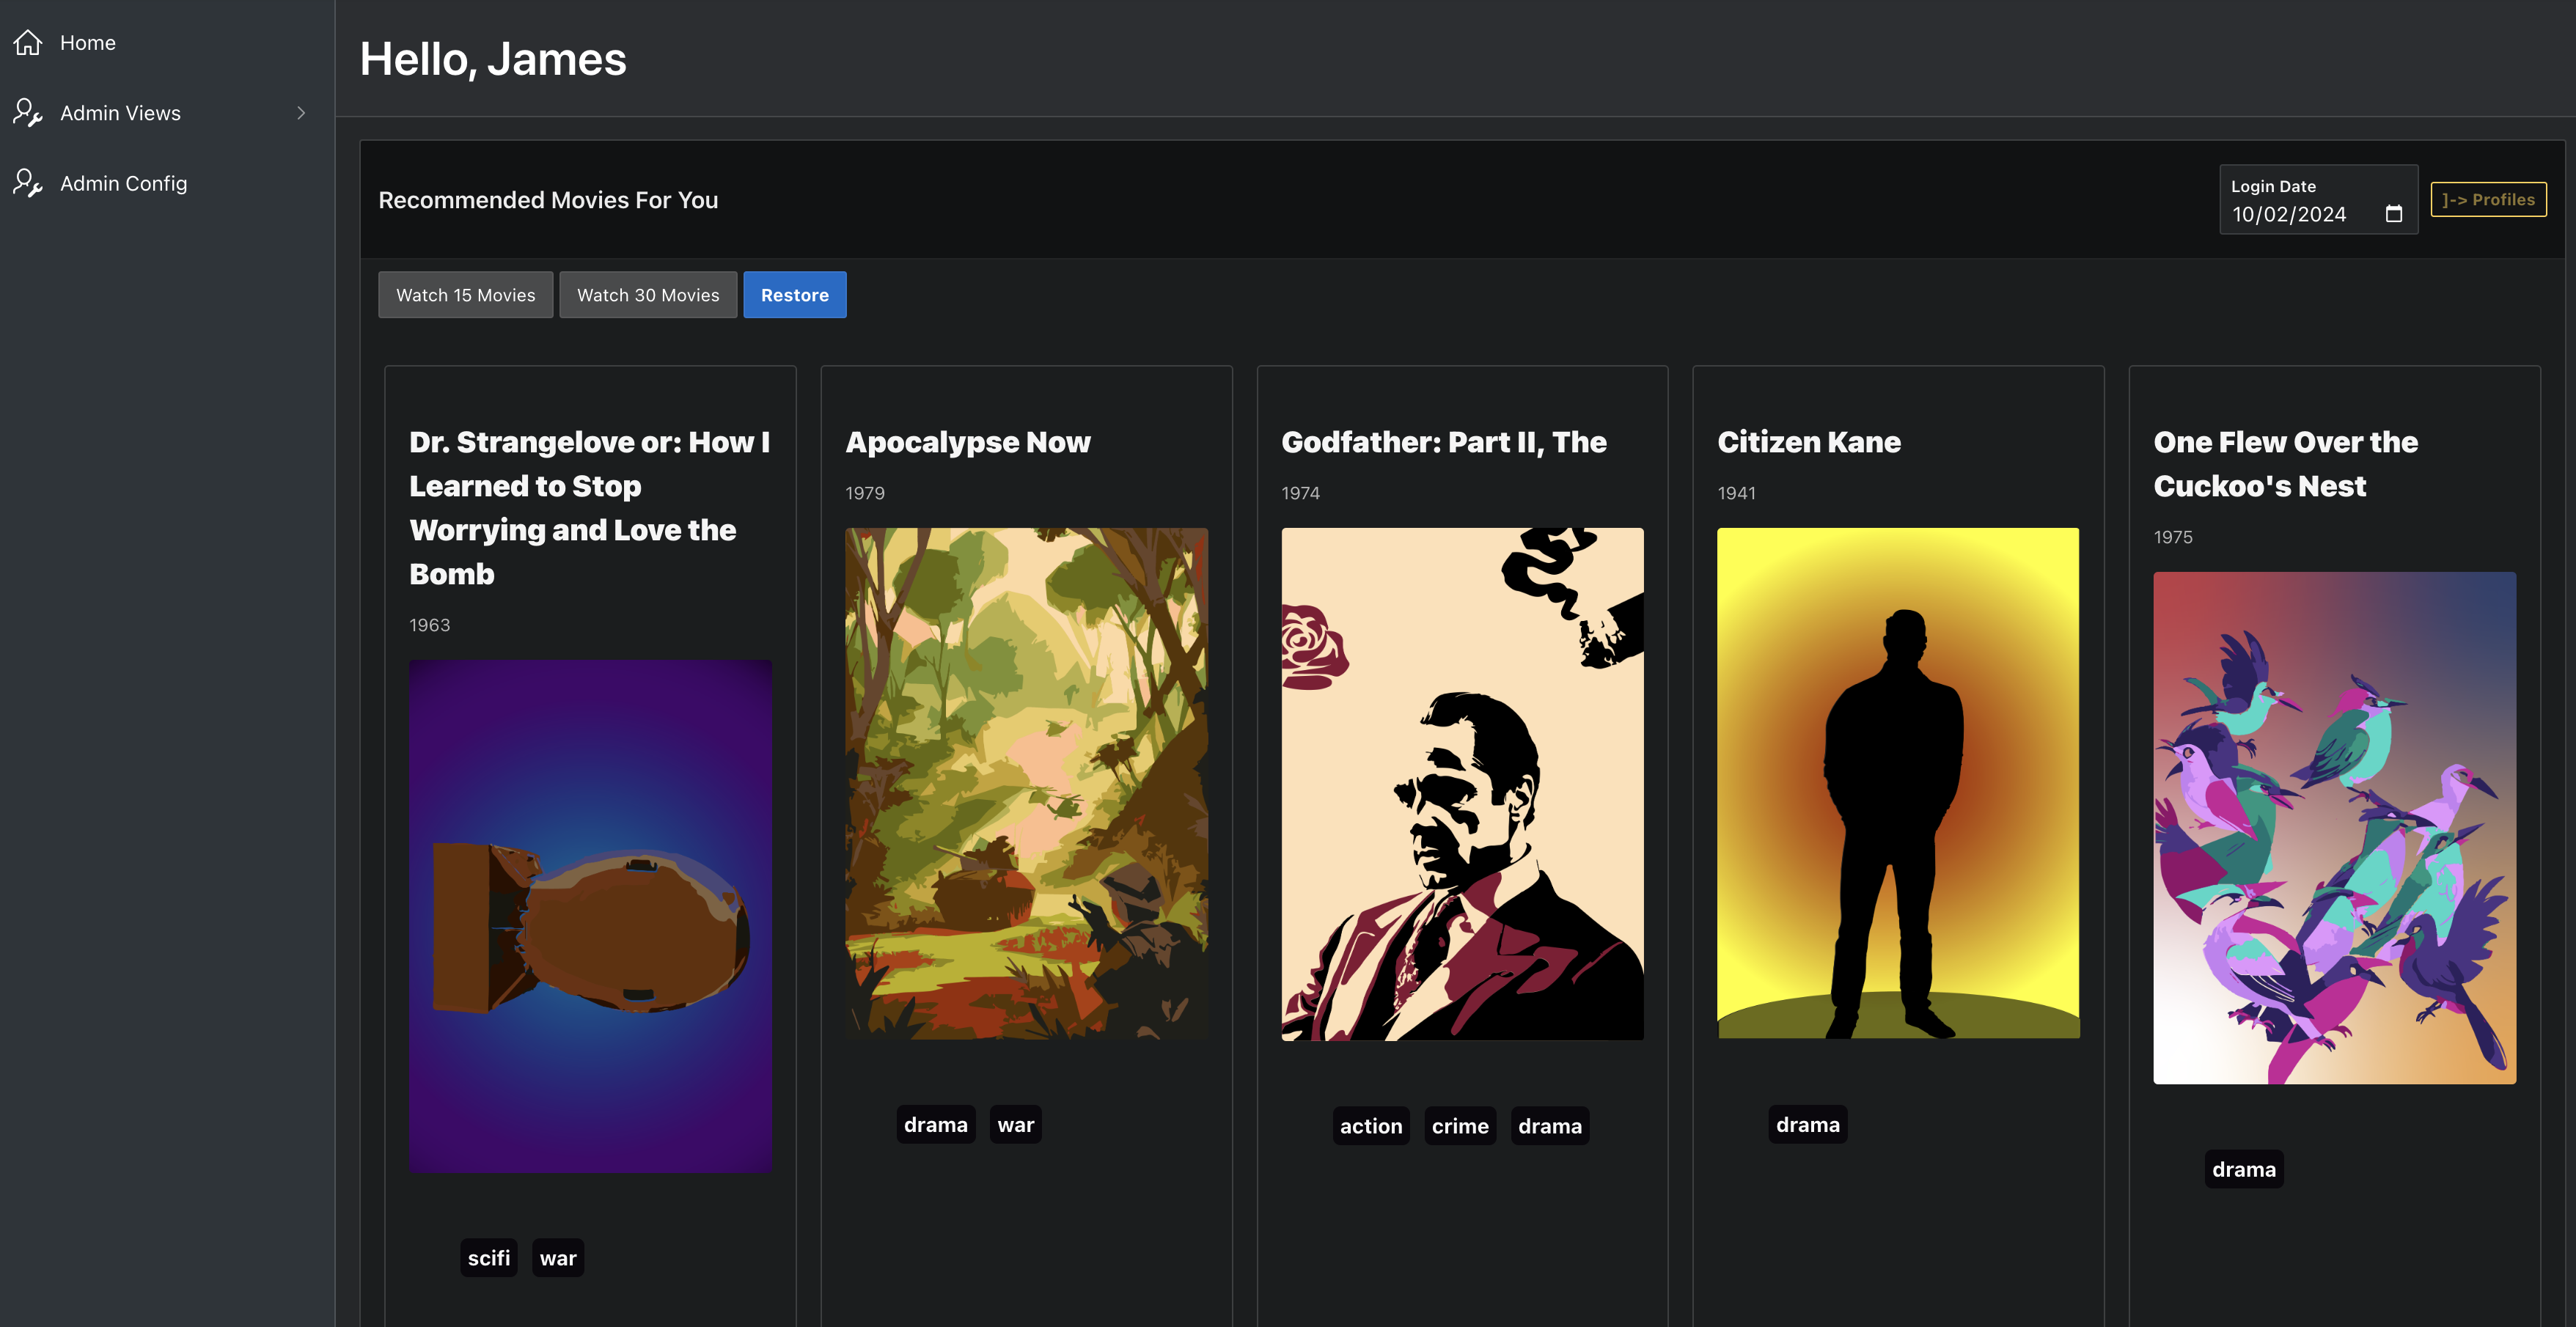 Home
Admin Views
Admin Config
Hello, James
Recommended Movies For You
Login Date
10/02/2024
]-> Profiles
Watch 15 Movies
Watch 30 Movies
Restore
Dr. Strangelove or: How I
Learned to Stop
Worrying and Love the
Bomb
1963
scifi
war
Apocalypse Now
1979
drama
war
Godfather: Part II, The
1974
action
crime
drama
Citizen Kane
1941
drama
One Flew Over the
Cuckoo's Nest
1975
drama